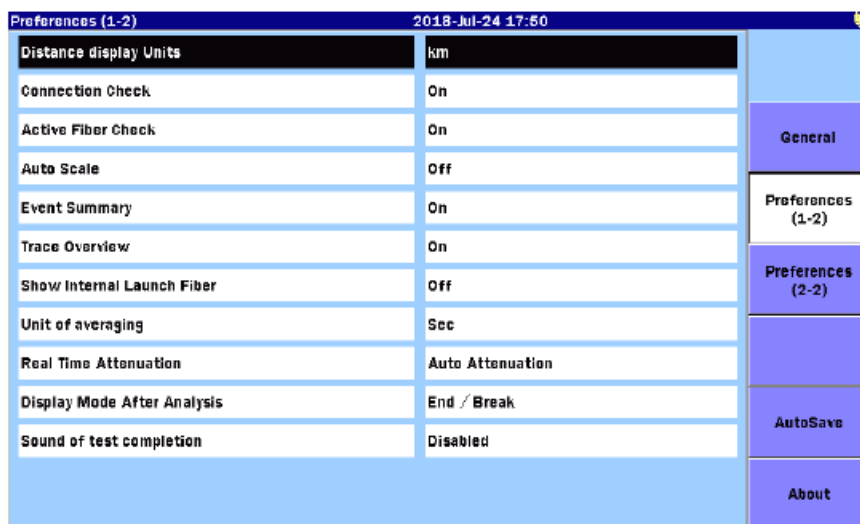 Preferences (1-2) 2018-Jul-24 17:50
Distance display Units km
Connection Check On
Active Fiber Check On
Auto Scale Off
Event Summary On
Trace Overview On
Show Internal Launch Fiber Off
Unit of averaging Sec
Real Time Attenuation Auto Attenuation
Display Mode After Analysis End / Break
Sound of test completion Disabled
General
Preferences
(1-2)
Preferences
(2-2)
AutoSave
About